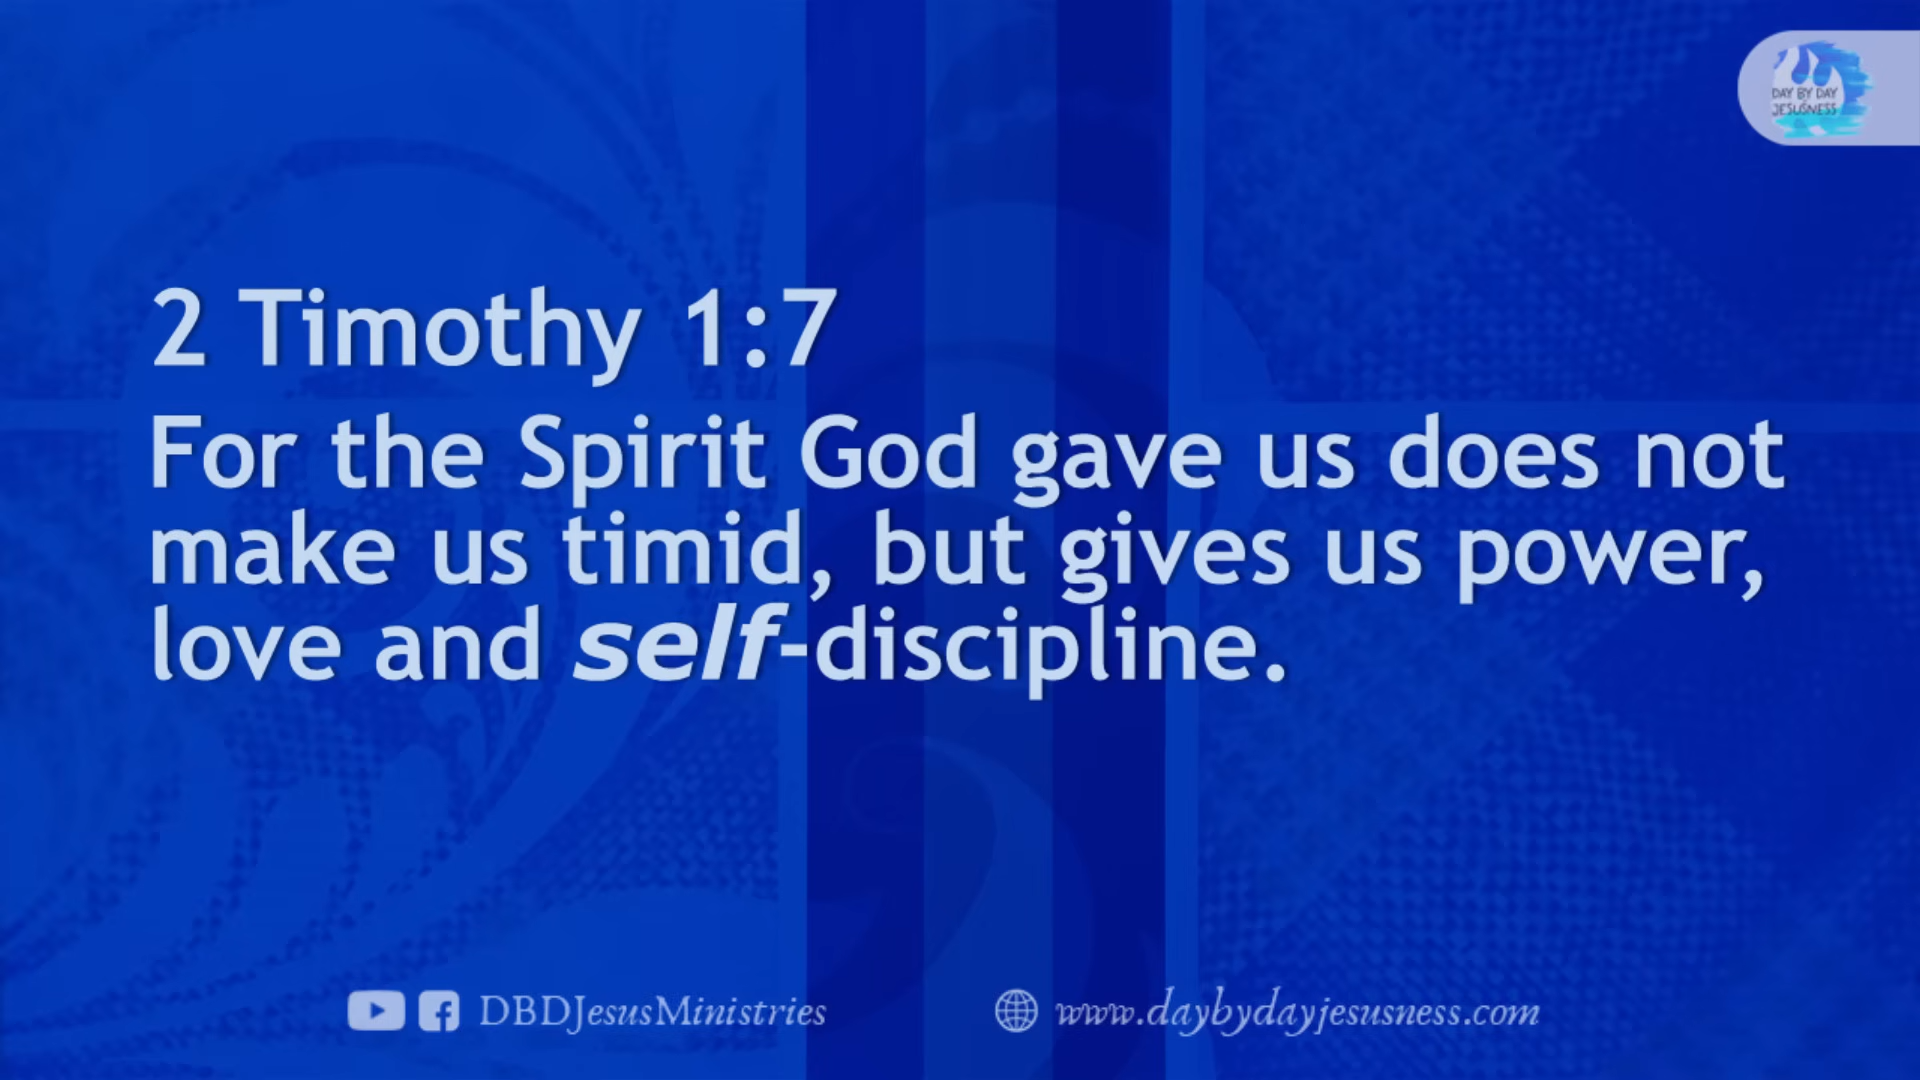 DAY BY DAY
JESUSNESS
2 Timothy 1:7
For the Spirit God gave us does not
make us timid, but gives us power,
love and self-discipline.
DBDJesusMinistries
www.daybydayjesusness.com